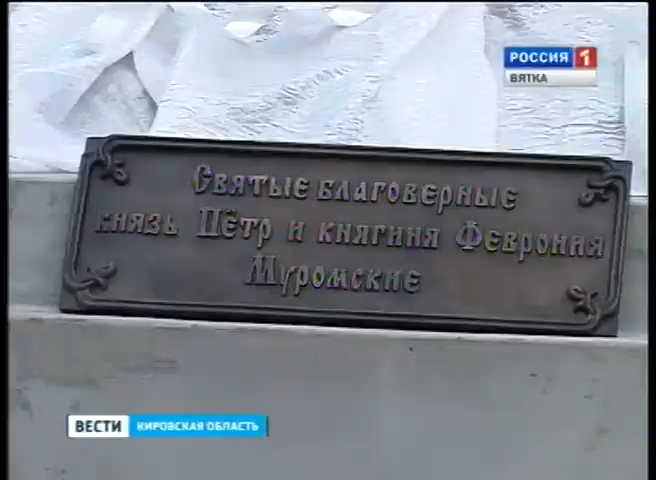 РОССИЯ 1
ВЯТКА
Святые благоверные
князь Пётр и княгиня Феврония
Муромские
ВЕСТИ КИРОВСКАЯ ОБЛАСТЬ